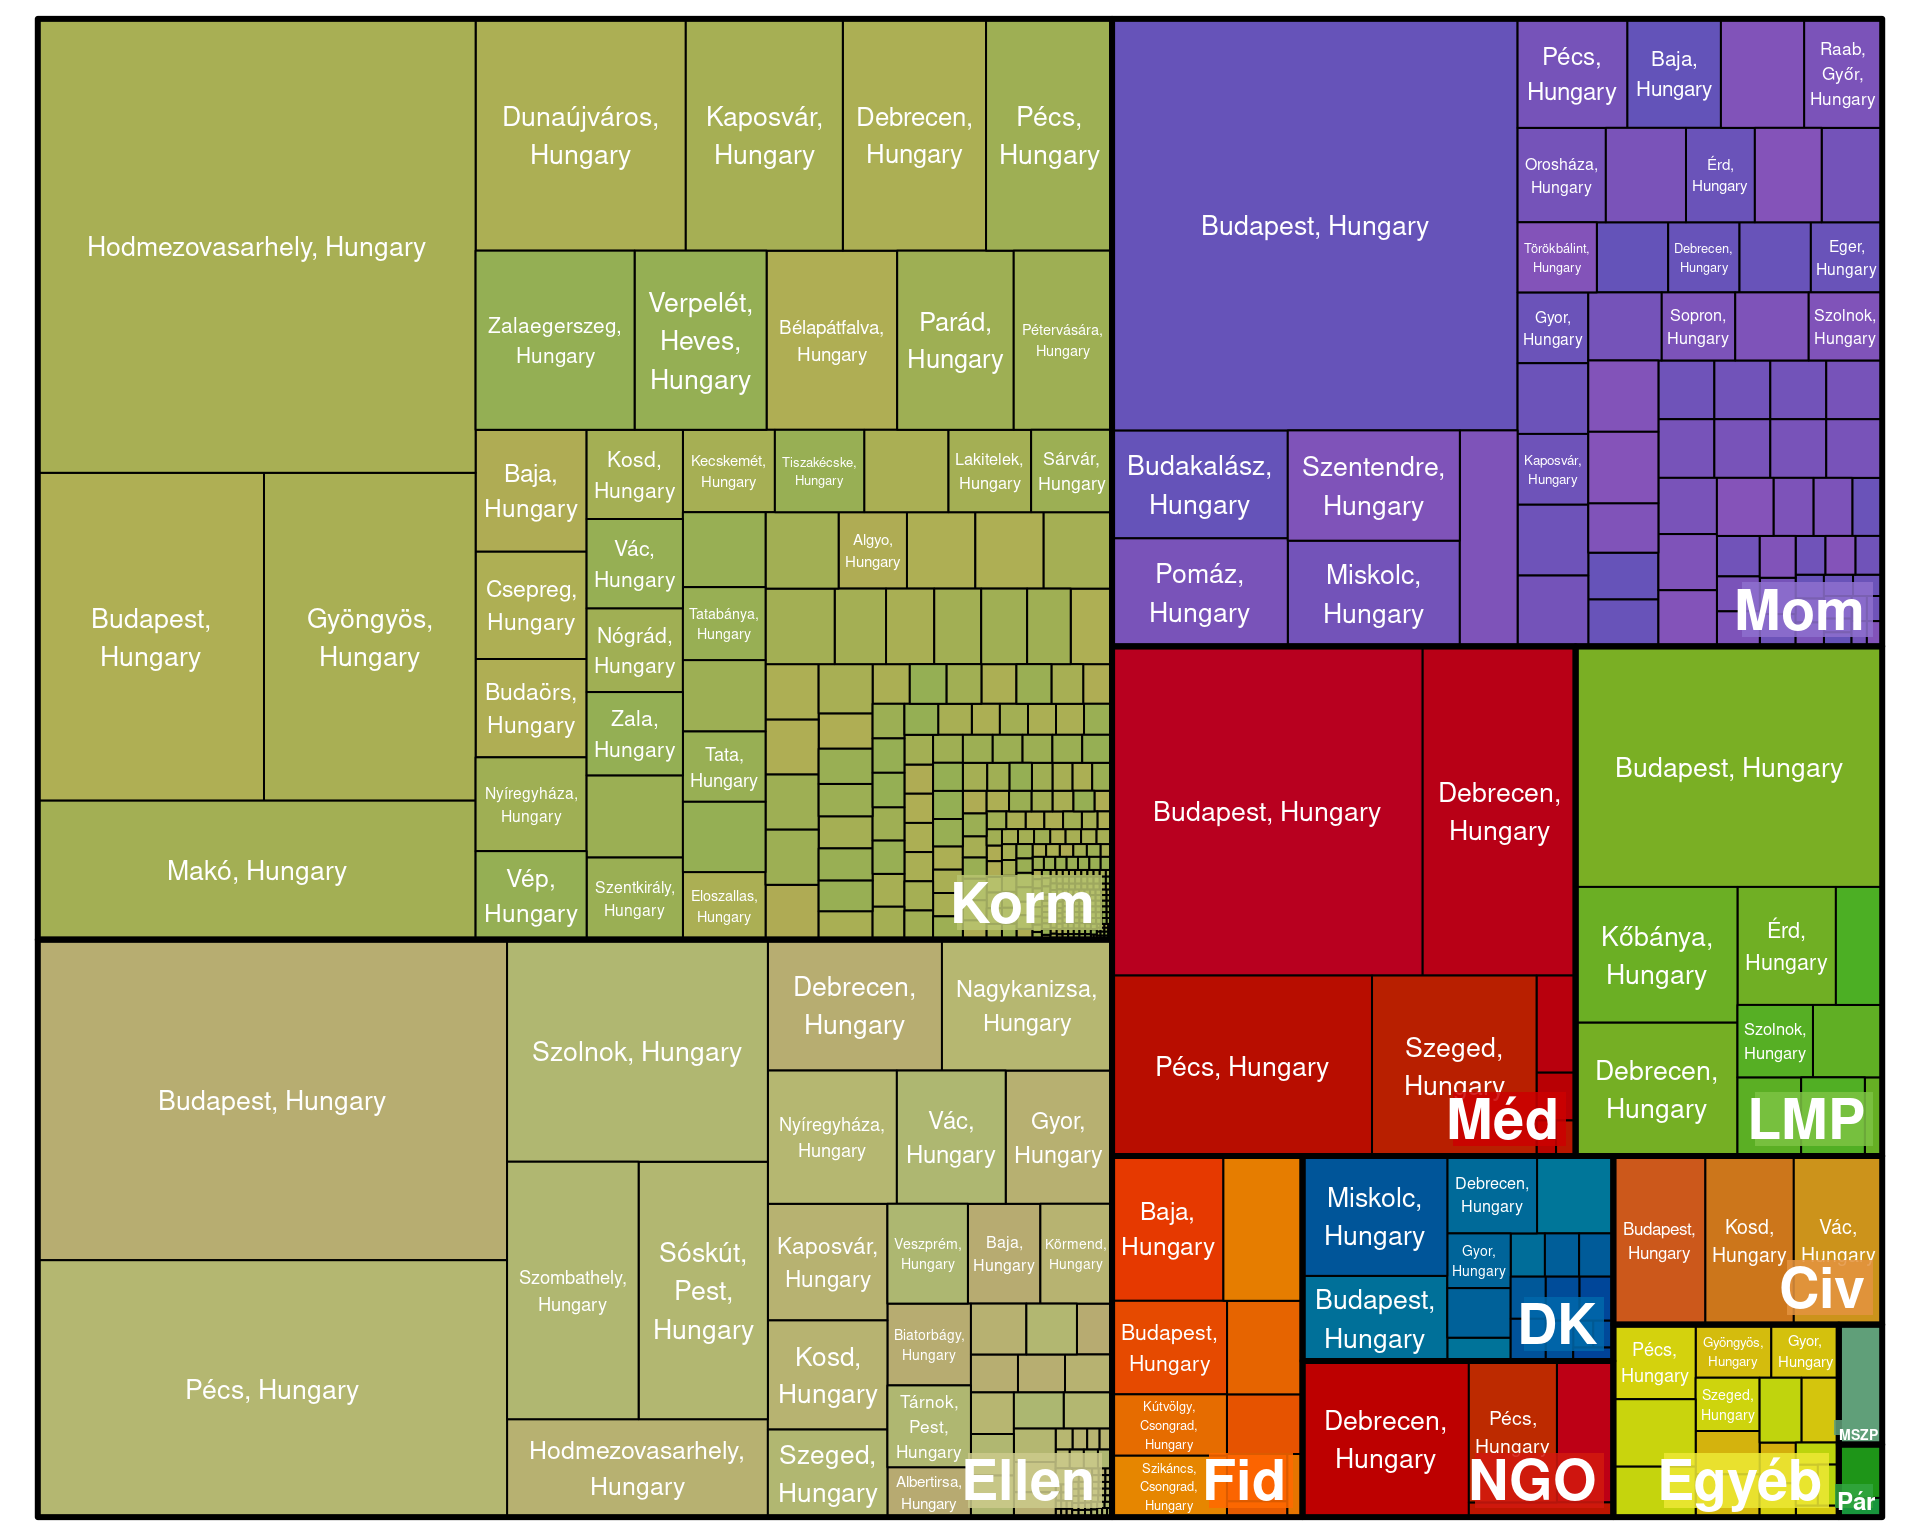 Hodmezovasarhely, Hungary
Dunaújváros,
Hungary
Kaposvár,
Hungary
Debrecen,
Hungary
Pécs,
Hungary
Zalaegerszeg,
Hungary
Verpelét,
Heves,
Hungary
Bélapátfalva,
Hungary
Parád,
Hungary
Pétervására,
Hungary
Budapest,
Hungary
Gyöngyös,
Hungary
Makó, Hungary
Baja,
Hungary
Csepreg,
Hungary
Budaörs,
Hungary
Nyíregyháza,
Hungary
Vép,
Hungary
Kosd,
Hungary
Vác,
Hungary
Nógrád,
Hungary
Zala,
Hungary
Szentkirály,
Hungary
Kecskemét,
Hungary
Tiszakécske,
Hungary
Lakitelek,
Hungary
Sárvár,
Hungary
Algyo,
Hungary
Tatabánya,
Hungary
Tata,
Hungary
Eloszallas,
Hungary
Korm
Budapest, Hungary
Pécs,
Hungary
Baja,
Hungary
Raab,
Győr,
Hungary
Orosháza,
Hungary
Érd,
Hungary
Törökbálint,
Hungary
Debrecen,
Hungary
Eger,
Hungary
Gyor,
Hungary
Sopron,
Hungary
Szolnok,
Hungary
Kaposvár,
Hungary
Budakalász,
Hungary
Szentendre,
Hungary
Pomáz,
Hungary
Miskolc,
Hungary
Mom
Budapest, Hungary
Pécs, Hungary
Szolnok, Hungary
Szombathely,
Hungary
Sóskút,
Pest,
Hungary
Hodmezovasarhely,
Hungary
Debrecen,
Hungary
Nagykanizsa,
Hungary
Nyíregyháza,
Hungary
Vác,
Hungary
Gyor,
Hungary
Kaposvár,
Hungary
Veszprém,
Hungary
Baja,
Hungary
Körmend,
Hungary
Kosd,
Hungary
Biatorbágy,
Hungary
Tárnok,
Pest,
Hungary
Szeged,
Hungary
Albertirsa,
Hungary
Ellen
Budapest, Hungary
Debrecen,
Hungary
Pécs, Hungary
Szeged,
Hungary
Méd
Budapest, Hungary
Kőbánya,
Hungary
Érd,
Hungary
Debrecen,
Hungary
Szolnok,
Hungary
LMP
Baja,
Hungary
Budapest,
Hungary
Kútvölgy,
Csongrad,
Hungary
Szikáncs,
Csongrad,
Hungary
Fid
Miskolc,
Hungary
Debrecen,
Hungary
Gyor,
Hungary
Budapest,
Hungary
DK
Debrecen,
Hungary
Pécs,
Hungary
NGO
Budapest,
Hungary
Kosd,
Hungary
Vác,
Hungary
Civ
Pécs,
Hungary
Gyöngyös,
Hungary
Gyor,
Hungary
Szeged,
Hungary
Egyéb
MSZP
Pár